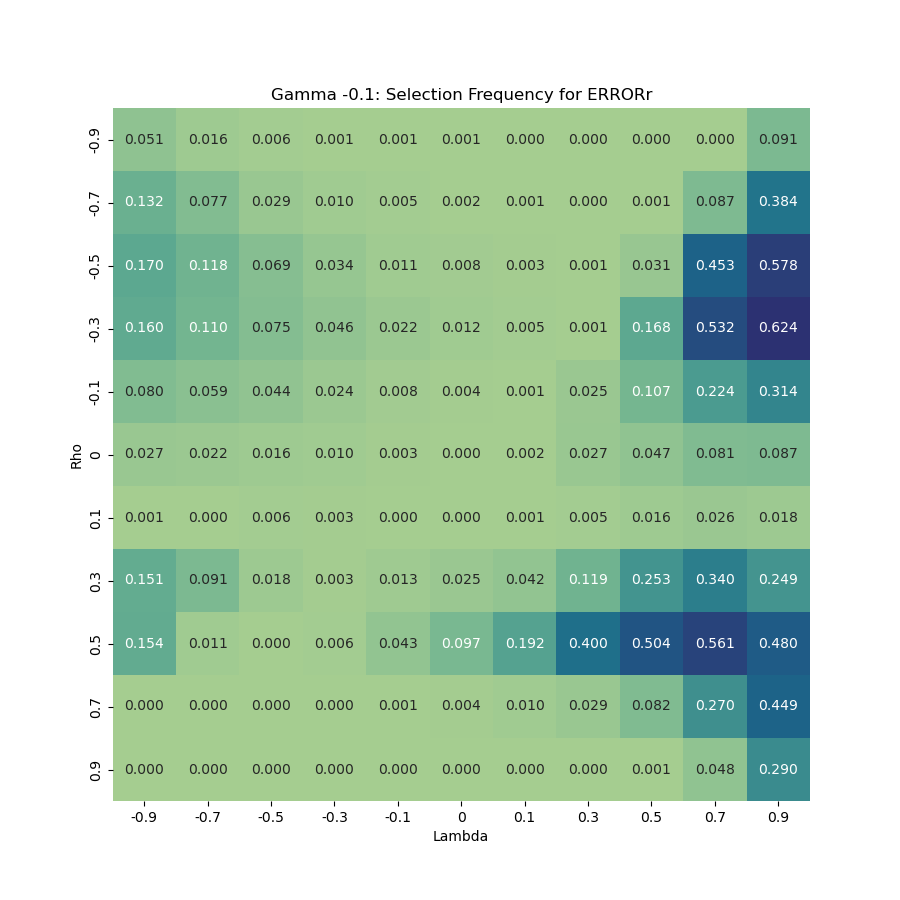 Gamma -0.1: Selection Frequency for ERRORr
-0.9 0.051 0.016 0.006 0.001 0.001 0.001 0.000 0.000 0.000 0.000 0.091
-0.7 0.132 0.077 0.029 0.010 0.005 0.002 0.001 0.000 0.001 0.087 0.384
-0.5 0.170 0.118 0.069 0.034 0.011 0.008 0.003 0.001 0.031 0.453 0.578
-0.3 0.160 0.110 0.075 0.046 0.022 0.012 0.005 0.001 0.168 0.532 0.624
-0.1 0.080 0.059 0.044 0.024 0.008 0.004 0.001 0.025 0.107 0.224 0.314
Rho
0 0.027 0.022 0.016 0.010 0.003 0.000 0.002 0.027 0.047 0.081 0.087
0.1 0.001 0.000 0.006 0.003 0.000 0.000 0.001 0.005 0.016 0.026 0.018
0.3 0.151 0.091 0.018 0.003 0.013 0.025 0.042 0.119 0.253 0.340 0.249
0.5 0.154 0.011 0.000 0.006 0.043 0.097 0.192 0.400 0.504 0.561 0.480
0.7 0.000 0.000 0.000 0.000 0.001 0.004 0.010 0.029 0.082 0.270 0.449
0.9 0.000 0.000 0.000 0.000 0.000 0.000 0.000 0.000 0.001 0.048 0.290
-0.9 -0.7 -0.5 -0.3 -0.1 0 0.1 0.3 0.5 0.7 0.9
Lambda